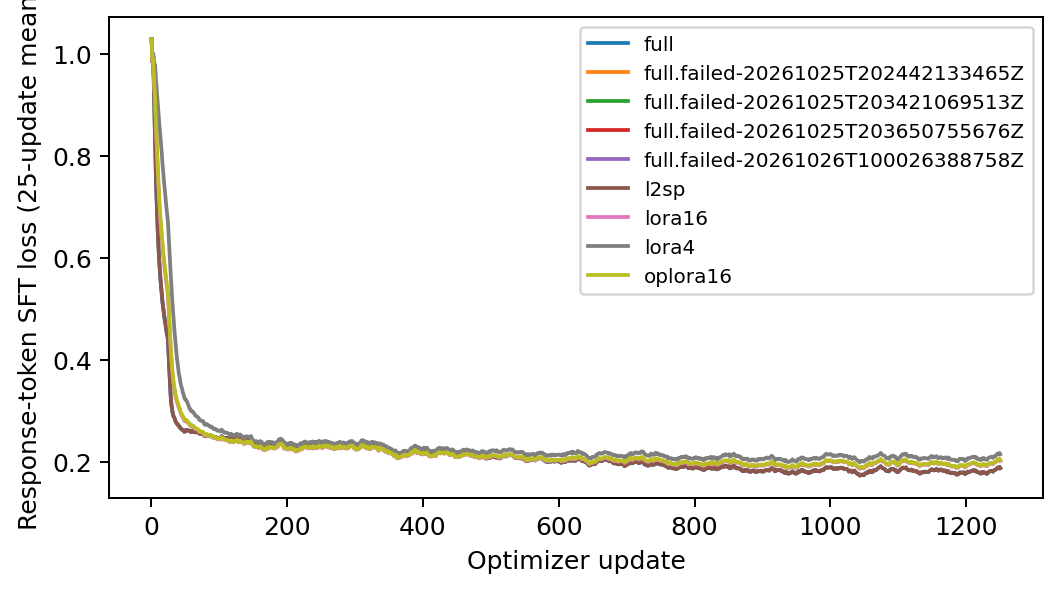 Response-token SFT loss (25-update mean
1.0
0.8
0.6
0.4
0.2
0
200
400
600
800
1000
1200
Optimizer update
full
full.failed-20261025T202442133465Z
full.failed-20261025T203421069513Z
full.failed-20261025T203650755676Z
full.failed-20261026T100026388758Z
l2sp
lora16
lora4
oplora16